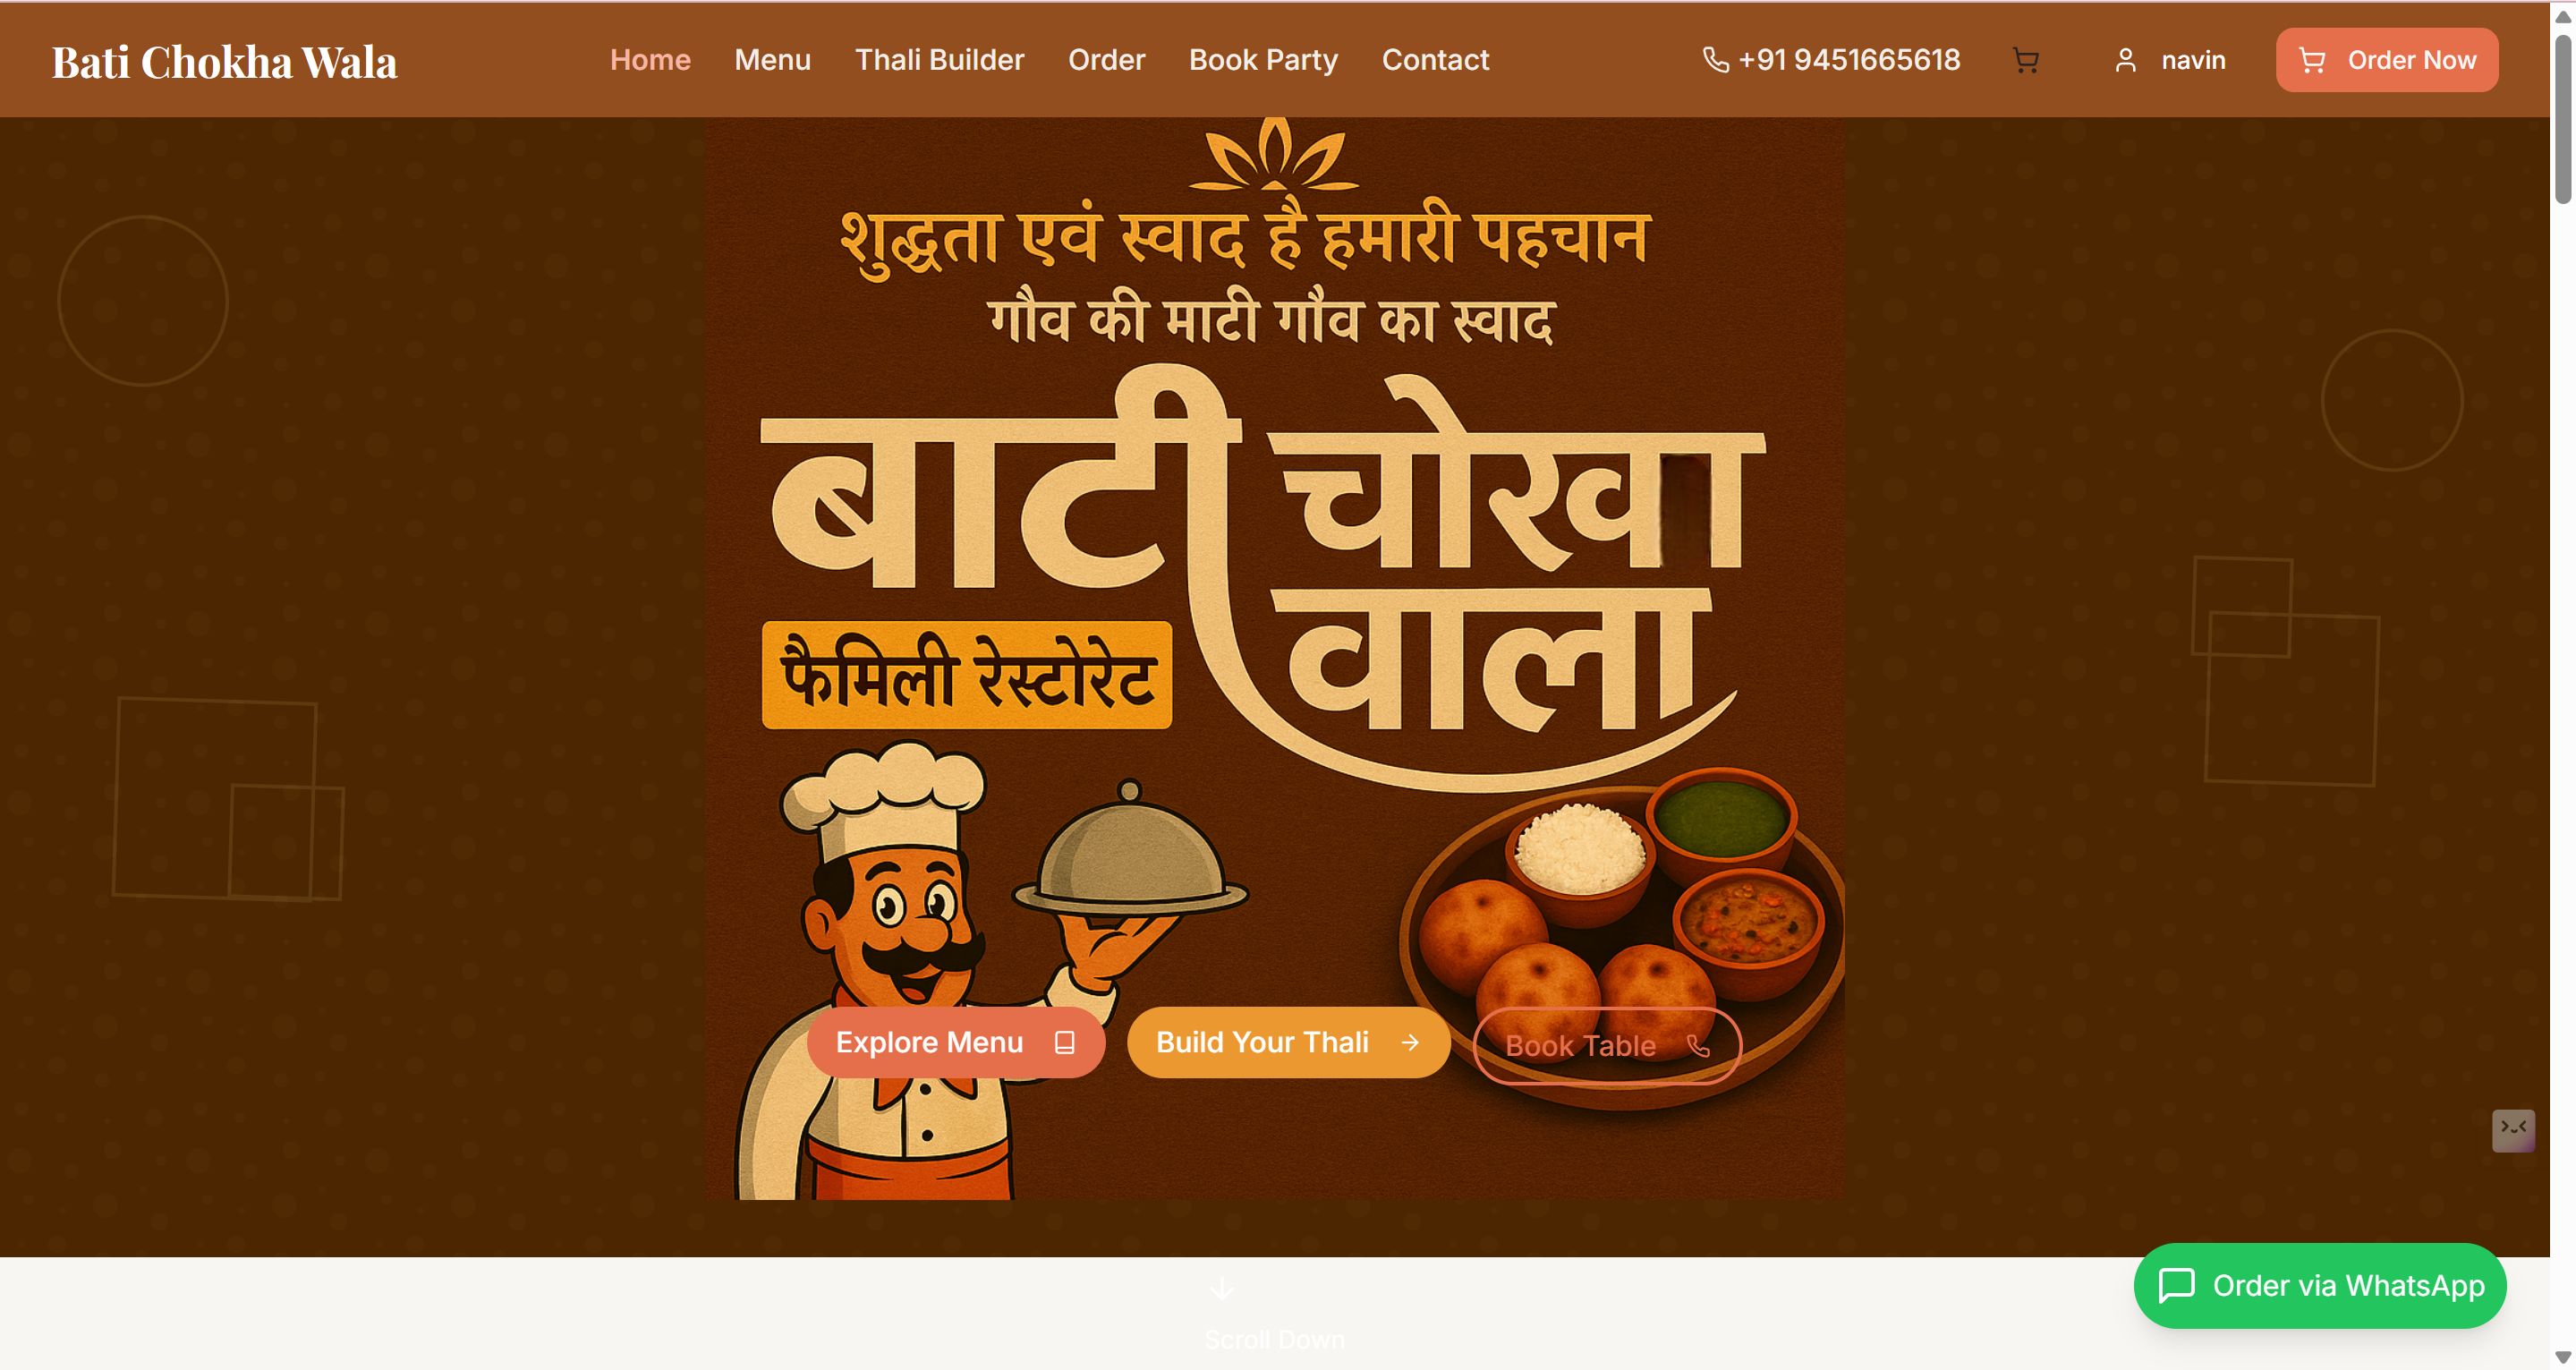 Bati Chokha Wala
Home Menu Thali Builder Order Book Party Contact
+91 9451665618
navin
Order Now
शुद्धता एवं स्वाद है हमारी पहचान
गौव की माटी गौव का स्वाद
बाटी चोखा
वाला
फैमिली रेस्टोरेट
Explore Menu
Build Your Thali
Book Table
Scroll Down
Order via WhatsApp